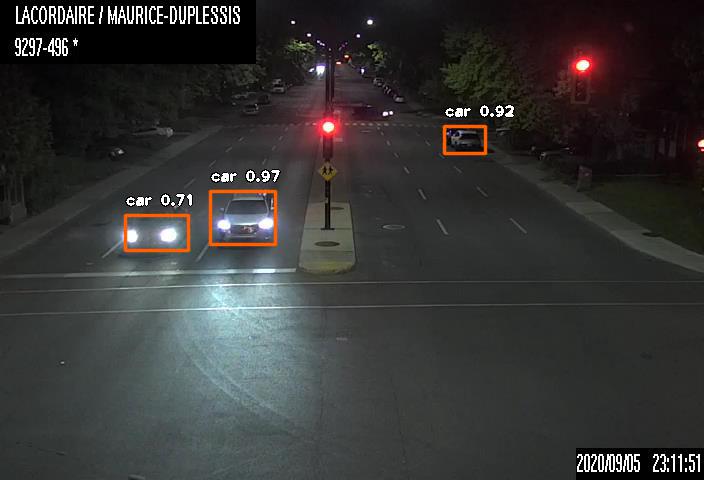 LACORDAIRE / MAURICE-DUPLESSIS
9297-496 *
car 0.92
car 0.97
car 0.71
2020/09/05 23:11:51